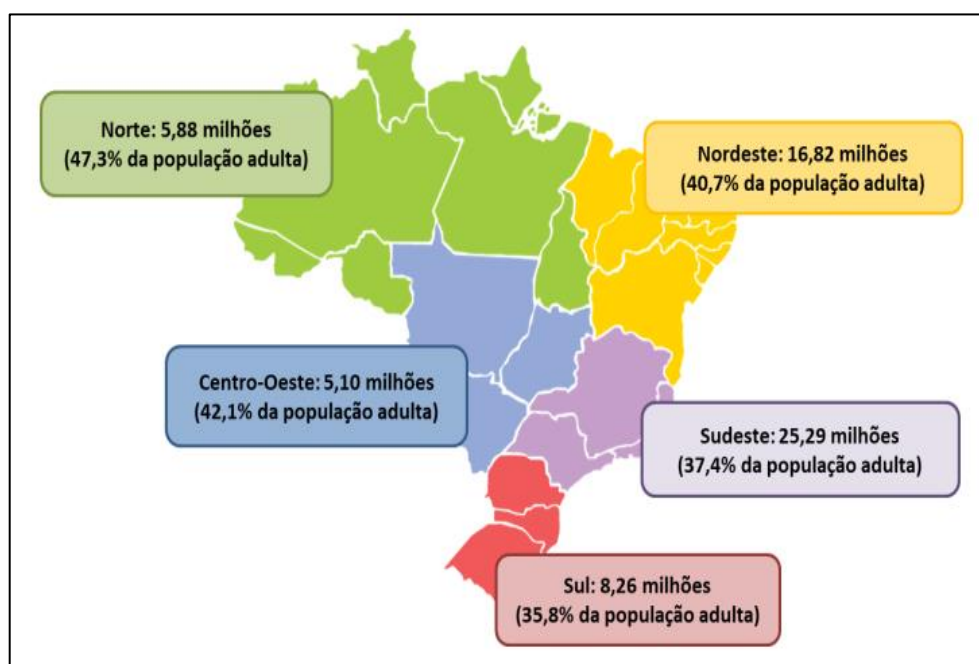 Norte: 5,88 milhões
(47,3% da população adulta)
Nordeste: 16,82 milhões
(40,7% da população adulta)
Centro-Oeste: 5,10 milhões
(42,1% da população adulta)
Sudeste: 25,29 milhões
(37,4% da população adulta)
Sul: 8,26 milhões
(35,8% da população adulta)